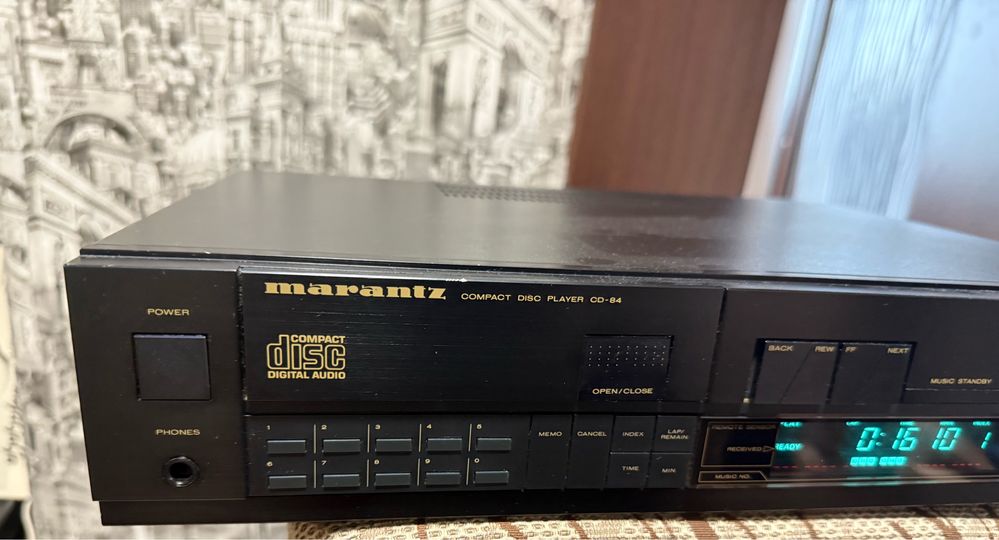 marantz COMPACT DISC PLAYER CD-84
POWER
COMPACT
disc
DIGITAL AUDIO
OPEN/CLOSE
BACK REW FF NEXT
MUSIC STANDBY
PHONES
1 2 3 4 5
6 7 8 9 0
MEMO CANCEL INDEX LAP/
REMAIN
TIME MIN.
REMOTE SENSOR
RECEIVED
MUSIC NO.
READY
0:16 10 1